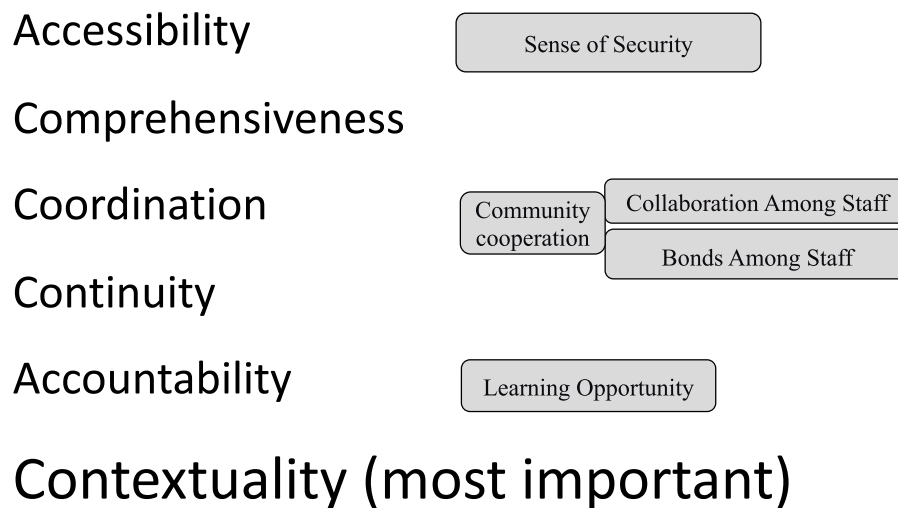 Accessibility
Sense of Security
Comprehensiveness
Coordination
Community
cooperation
Collaboration Among Staff
Bonds Among Staff
Continuity
Accountability
Learning Opportunity
Contextuality (most important)